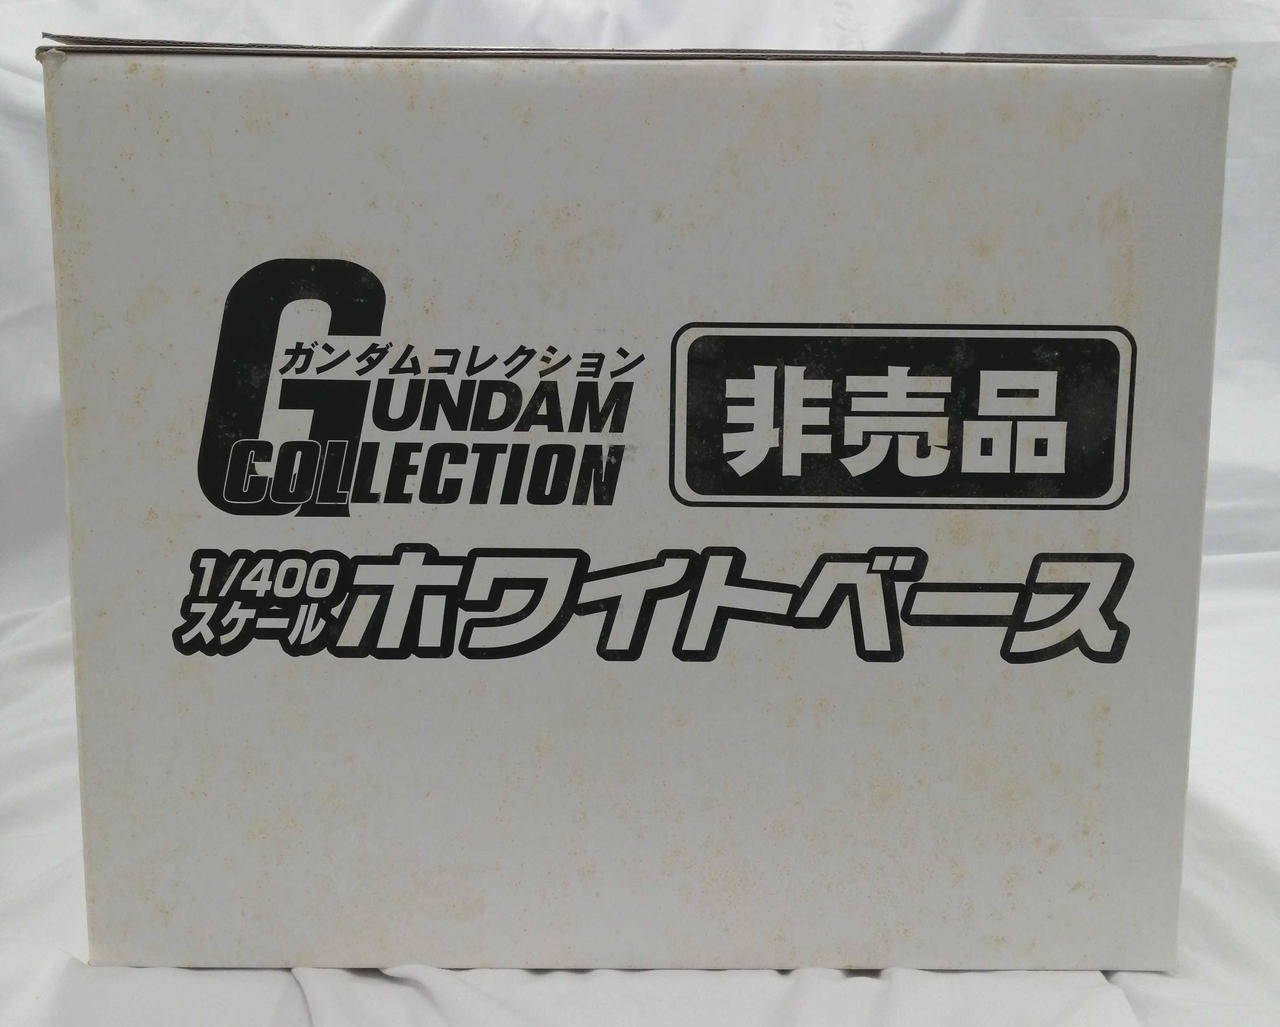 ガンダムコレクション
GUNDAM
COLLECTION
非売品
1/400
スケール
ホワイトベース